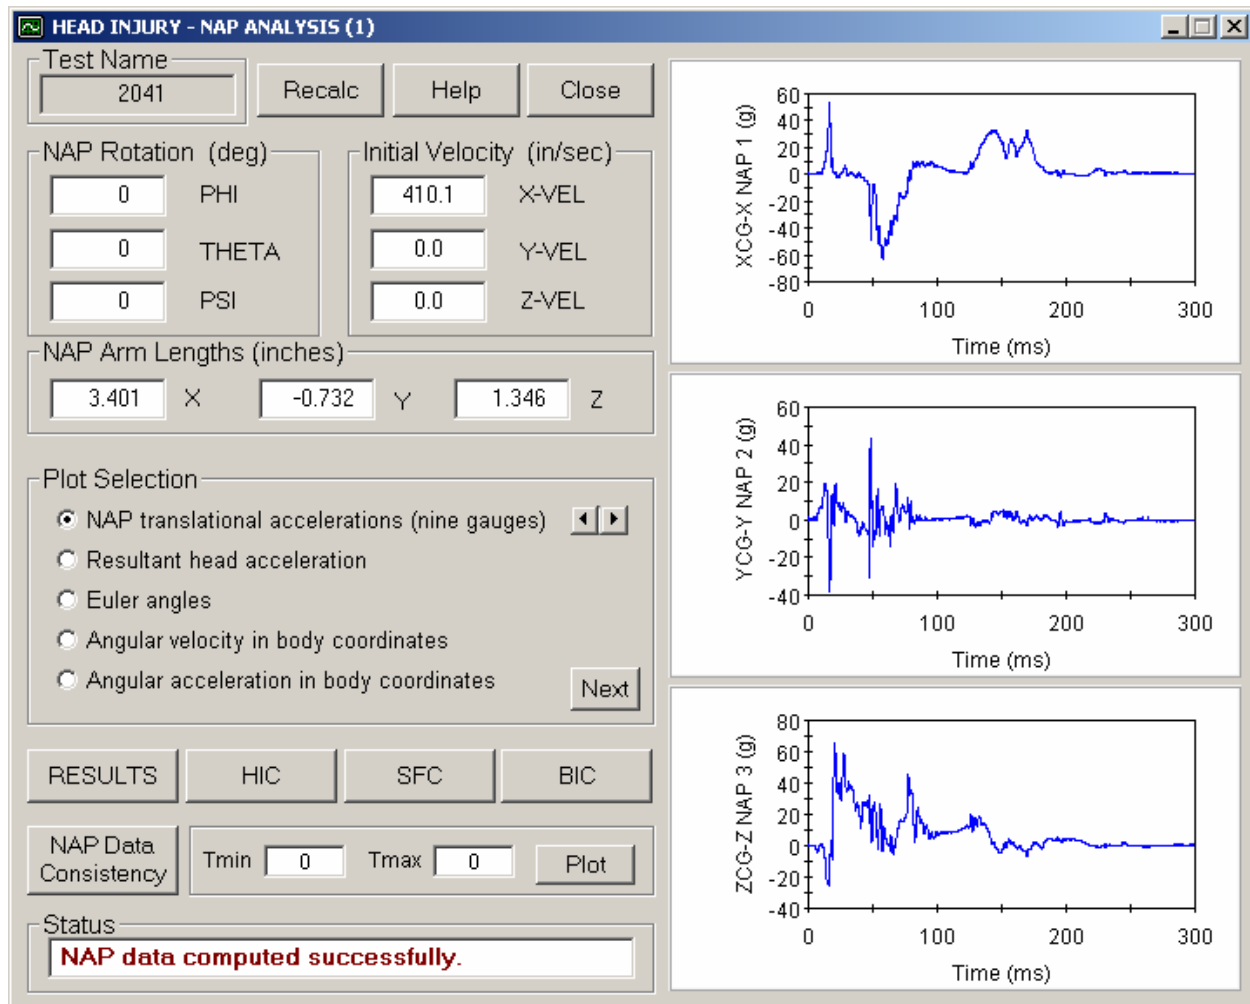 HEAD INJURY - NAP ANALYSIS (1)
Test Name
2041
Recalc
Help
Close
NAP Rotation (deg)
0 PHI
0 THETA
0 PSI
Initial Velocity (in/sec)
410.1 X-VEL
0.0 Y-VEL
0.0 Z-VEL
NAP Arm Lengths (inches)
3.401 X -0.732 Y 1.346 Z
Plot Selection
NAP translational accelerations (nine gauges)
Resultant head acceleration
Euler angles
Angular velocity in body coordinates
Angular acceleration in body coordinates
Next
RESULTS
HIC
SFC
BIC
NAP Data
Consistency
Tmin 0 Tmax 0 Plot
Status
NAP data computed successfully.
XCG-X NAP 1 (g)
60
40
20
0
-20
-40
-60
-80
0 100 200 300
Time (ms)
YCG-Y NAP 2 (g)
60
40
20
0
-20
-40
0 100 200 300
Time (ms)
ZCG-Z NAP 3 (g)
80
60
40
20
0
-20
-40
0 100 200 300
Time (ms)